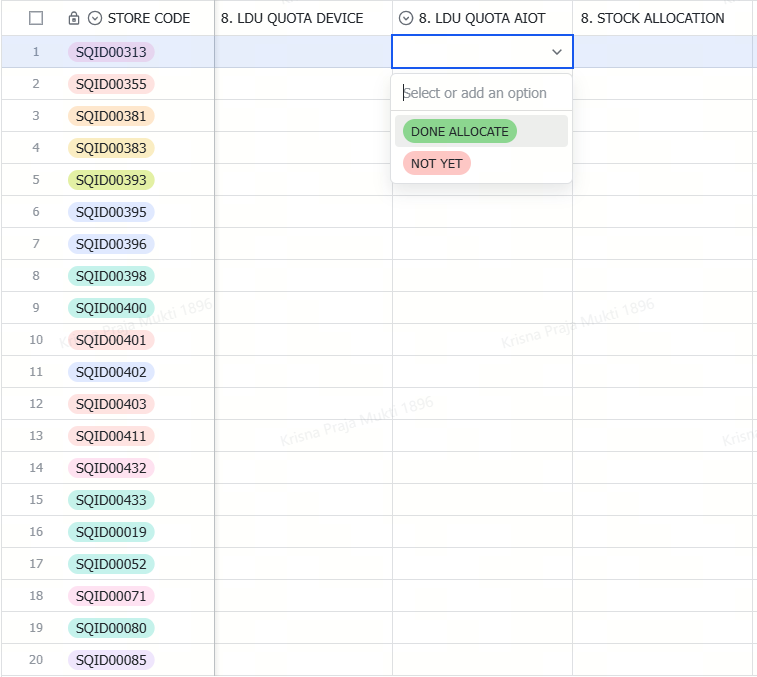 STORE CODE 8. LDU QUOTA DEVICE 8. LDU QUOTA AIOT 8. STOCK ALLOCATION
1 SQID00313
2 SQID00355 Select or add an option
3 SQID00381 DONE ALLOCATE
4 SQID00383 NOT YET
5 SQID00393
6 SQID00395
7 SQID00396
8 SQID00398
9 SQID00400
Krisna Praja Mukti 1896 Krisna Praja Mukti 1896
10 SQID00401
11 SQID00402
12 SQID00403
Krisna Praja Mukti 1896 Krisna
13 SQID00411
14 SQID00432
15 SQID00433
16 SQID00019
17 SQID00052
18 SQID00071
19 SQID00080
20 SQID00085